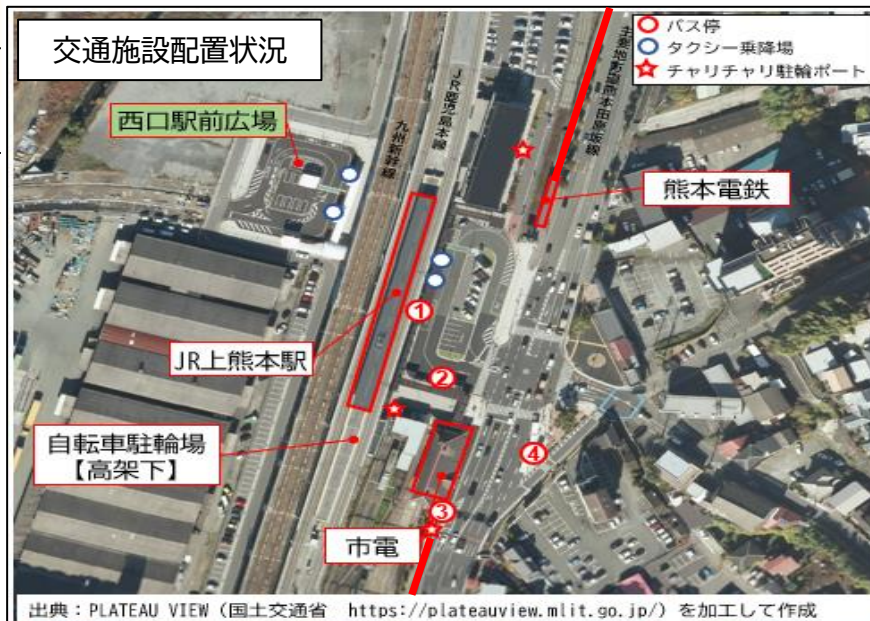 交通施設配置状況
バス停
タクシー乗降場
チャリチャリ駐輪ポート
西口駅前広場
九州新幹線
JR鹿児島本線
主要地方道熊本田原坂線
熊本電鉄
①
JR上熊本駅
②
自転車駐輪場
【高架下】
④
③
市電
出典：PLATEAU VIEW（国土交通省　https://plateauview.mlit.go.jp/）を加工して作成